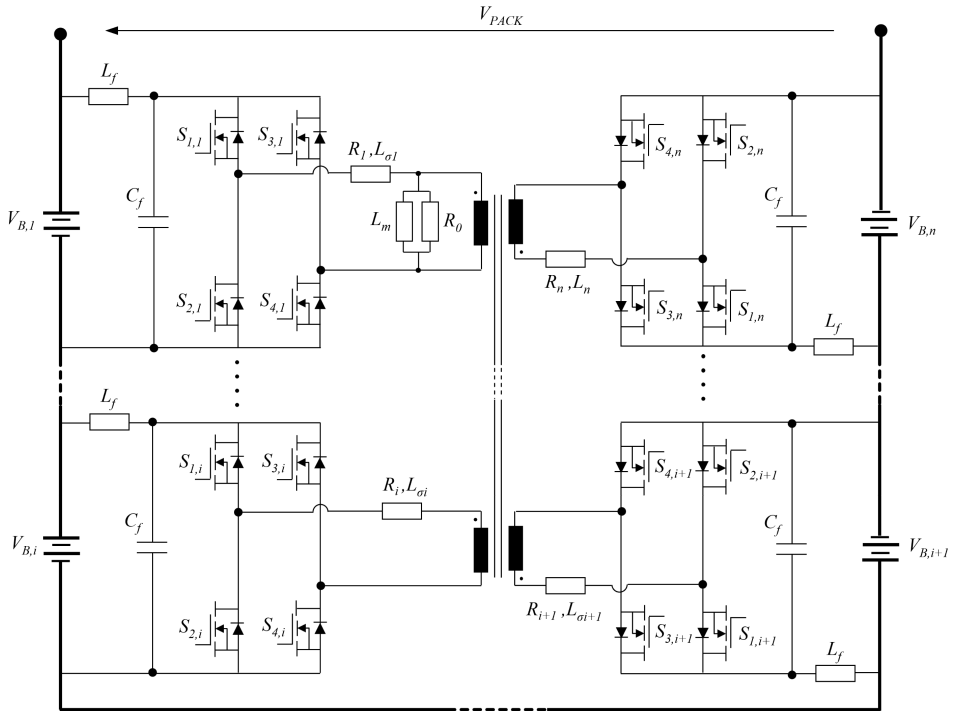 V_PACK
L_f
S_1,1
S_3,1
S_4,n
S_2,n
R_1, L_σ1
C_f
C_f
L_m
R_0
V_B,1
V_B,n
R_n, L_n
S_2,1
S_4,1
S_3,n
S_1,n
L_f
L_f
S_1,i
S_3,i
S_4,i+1
S_2,i+1
R_i, L_σi
C_f
C_f
V_B,i
V_B,i+1
R_i+1, L_σi+1
S_2,i
S_4,i
S_3,i+1
S_1,i+1
L_f